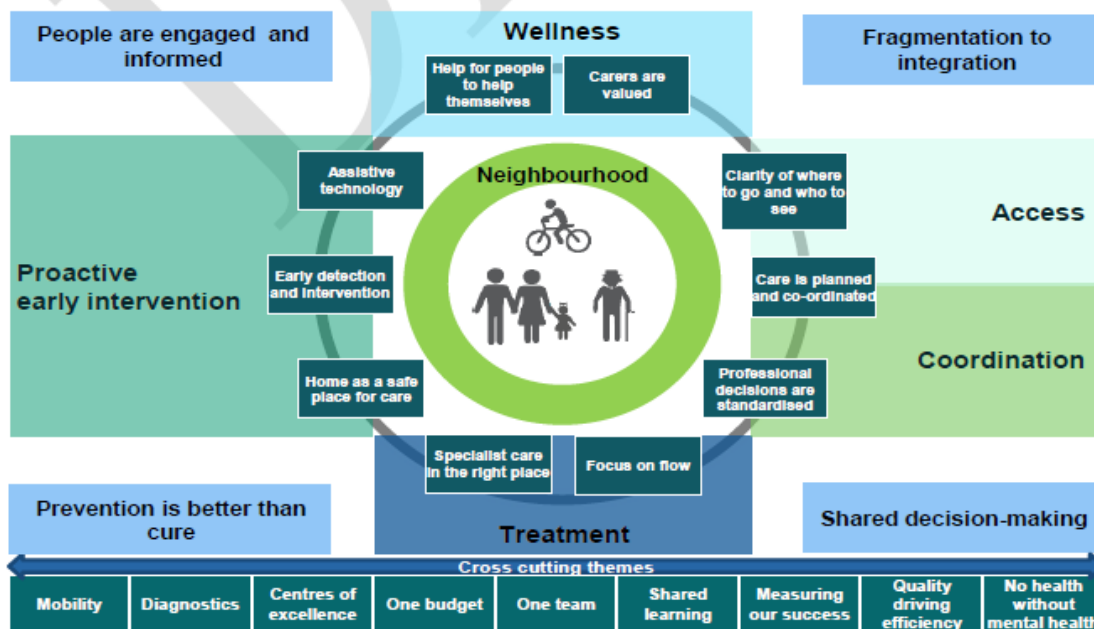 People are engaged and
informed
Wellness
Fragmentation to
integration
Help for people
to help
themselves
Carers are
valued
Assistive
technology
Neighbourhood
Clarity of where
to go and who to
see
Access
Proactive
early intervention
Early detection
and intervention
Care is planned
and co-ordinated
Coordination
Home as a safe
place for care
Professional
decisions are
standardised
Specialist care
in the right place
Focus on flow
Prevention is better than
cure
Treatment
Shared decision-making
Cross cutting themes
Mobility
Diagnostics
Centres of
excellence
One budget
One team
Shared
learning
Measuring
our success
Quality
driving
efficiency
No health
without
mental health